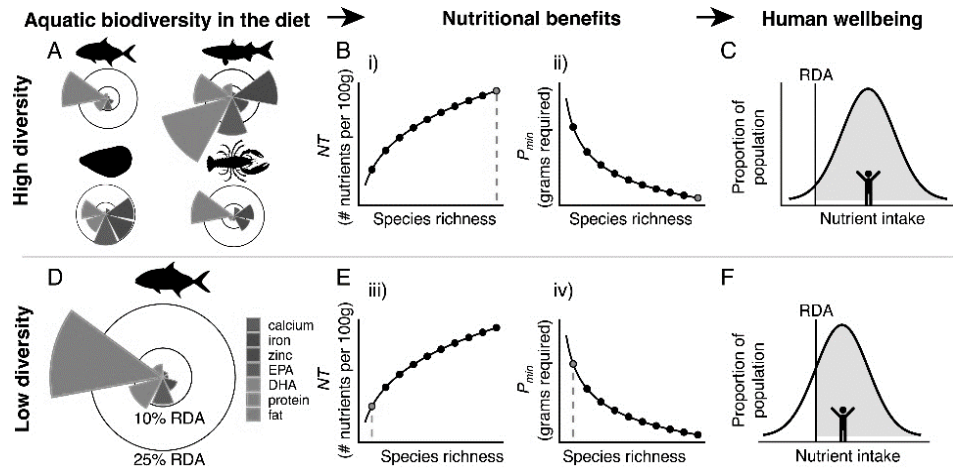 Aquatic biodiversity in the diet
Nutritional benefits
Human wellbeing
High diversity
A
B
i)
NT
(# nutrients per 100g)
Species richness
ii)
Pmin
(grams required)
Species richness
C
RDA
Proportion of
population
Nutrient intake
Low diversity
D
calcium
iron
zinc
EPA
DHA
protein
fat
10% RDA
25% RDA
E
iii)
NT
(# nutrients per 100g)
Species richness
iv)
Pmin
(grams required)
Species richness
F
RDA
Proportion of
population
Nutrient intake